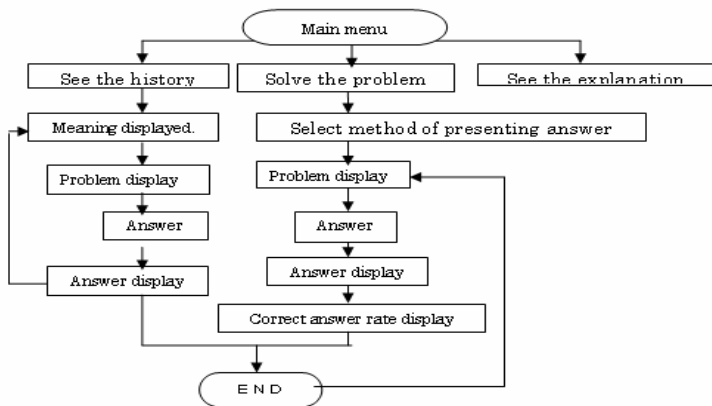 Main menu
See the history
Solve the problem
See the explanation
Meaning displayed.
Select method of presenting answer
Problem display
Problem display
Answer
Answer
Answer display
Answer display
Correct answer rate display
END